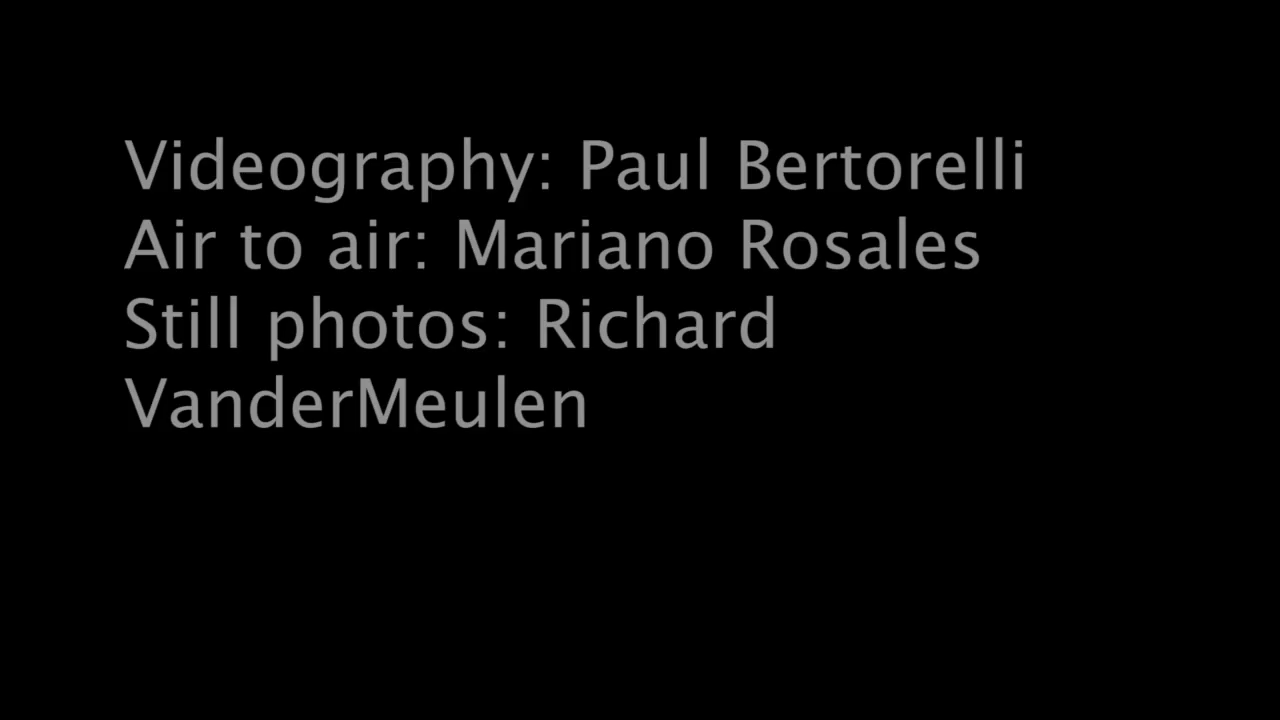 Videography: Paul Bertorelli
Air to air: Mariano Rosales
Still photos: Richard
VanderMeulen